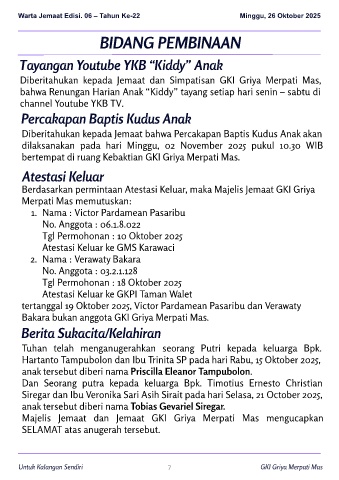 Warta Jemaat Edisi. 06 – Tahun Ke-22 Minggu, 26 Oktober 2025
BIDANG PEMBINAAN
Tayangan Youtube YKB “Kiddy” Anak
Diberitahukan kepada Jemaat dan Simpatisan GKI Griya Merpati Mas,
bahwa Renungan Harian Anak “Kiddy” tayang setiap hari senin – sabtu di
channel Youtube YKB TV.
Percakapan Baptis Kudus Anak
Diberitahukan kepada Jemaat bahwa Percakapan Baptis Kudus Anak akan
dilaksanakan pada hari Minggu, 02 November 2025 pukul 10.30 WIB
bertempat di ruang Kebaktian GKI Griya Merpati Mas.
Atestasi Keluar
Berdasarkan permintaan Atestasi Keluar, maka Majelis Jemaat GKI Griya
Merpati Mas memutuskan:
1. Nama : Victor Pardamean Pasaribu
No. Anggota : 06.1.8.022
Tgl Permohonan : 10 Oktober 2025
Atestasi Keluar ke GMS Karawaci
2. Nama : Verawaty Bakara
No. Anggota : 03.2.1.128
Tgl Permohonan : 18 Oktober 2025
Atestasi Keluar ke GKPI Taman Walet
tertanggal 19 Oktober 2025, Victor Pardamean Pasaribu dan Verawaty
Bakara bukan anggota GKI Griya Merpati Mas.
Berita Sukacita/Kelahiran
Tuhan telah menganugerahkan seorang Putri kepada keluarga Bpk.
Hartanto Tampubolon dan Ibu Trinita SP pada hari Rabu, 15 Oktober 2025,
anak tersebut diberi nama Priscilla Eleanor Tampubolon.
Dan Seorang putra kepada keluarga Bpk. Timotius Ernesto Christian
Siregar dan Ibu Veronika Sari Asih Sirait pada hari Selasa, 21 October 2025,
anak tersebut diberi nama Tobias Gevariel Siregar.
Majelis Jemaat dan Jemaat GKI Griya Merpati Mas mengucapkan
SELAMAT atas anugerah tersebut.
Untuk Kalangan Sendiri 7 GKI Griya Merpati Mas